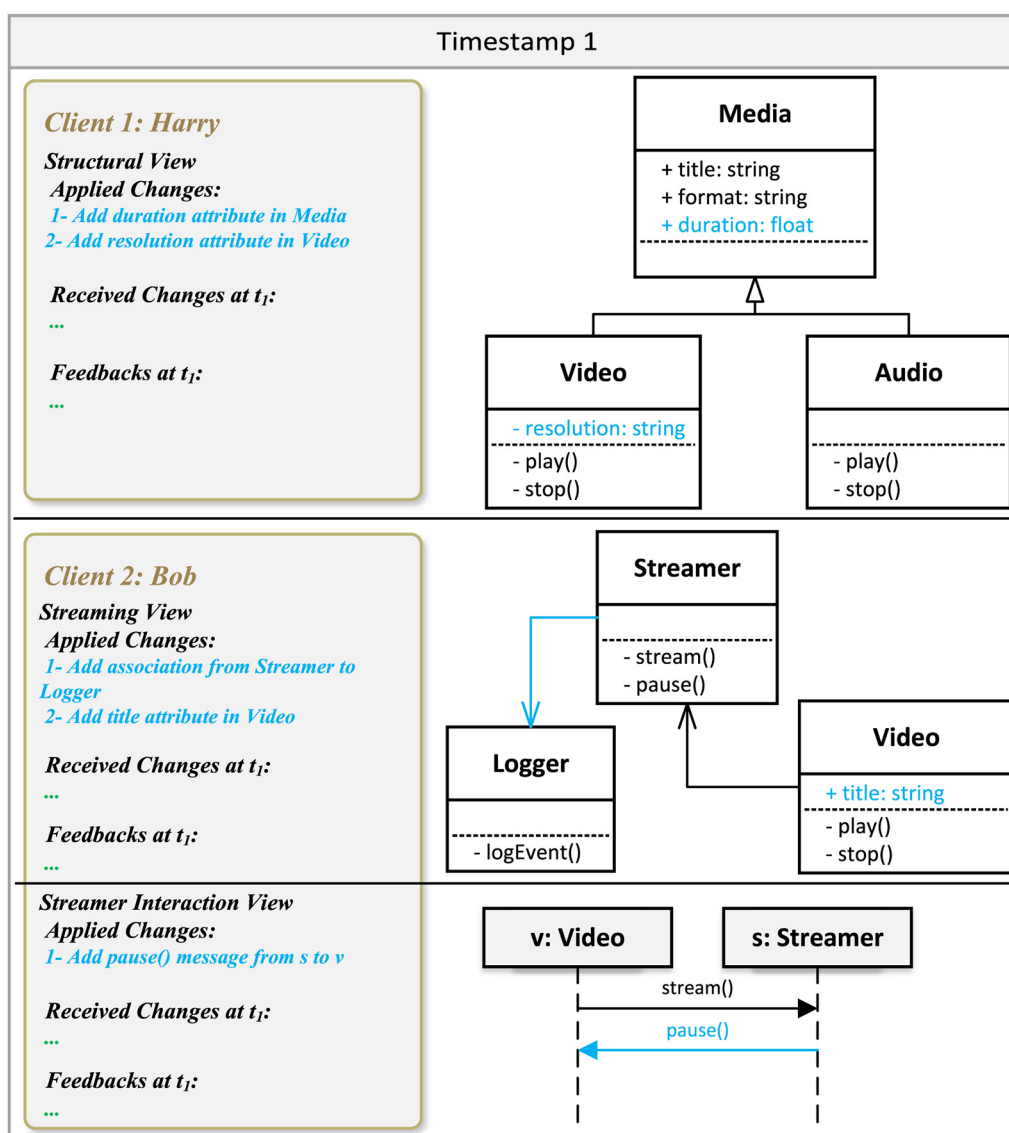 Timestamp 1
Client 1: Harry
Structural View
Applied Changes:
1- Add duration attribute in Media
2- Add resolution attribute in Video
Received Changes at t₁:
...
Feedbacks at t₁:
...
Media
+ title: string
+ format: string
+ duration: float
Video
- resolution: string
- play()
- stop()
Audio
- play()
- stop()
Client 2: Bob
Streaming View
Applied Changes:
1- Add association from Streamer to
Logger
2- Add title attribute in Video
Received Changes at t₁:
...
Feedbacks at t₁:
...
Streamer
- stream()
- pause()
Logger
- logEvent()
Video
+ title: string
- play()
- stop()
Streamer Interaction View
Applied Changes:
1- Add pause() message from s to v
Received Changes at t₁:
...
Feedbacks at t₁:
...
v: Video
s: Streamer
stream()
pause()